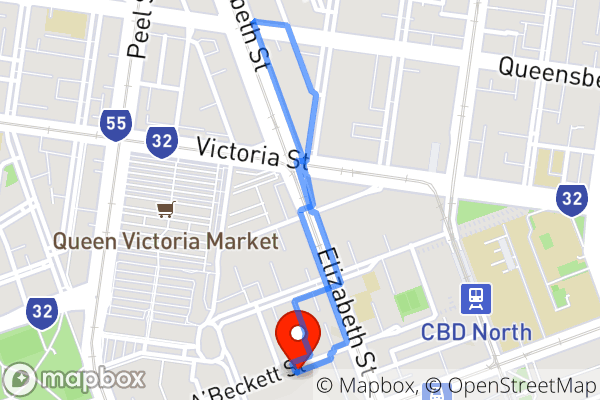 Peel S
beth St
Queensbe
55
32
Victoria St
32
Queen Victoria Market
Elizabeth St
32
CBD North
A'Beckett S
mapbox
© Mapbox, © OpenStreetMap